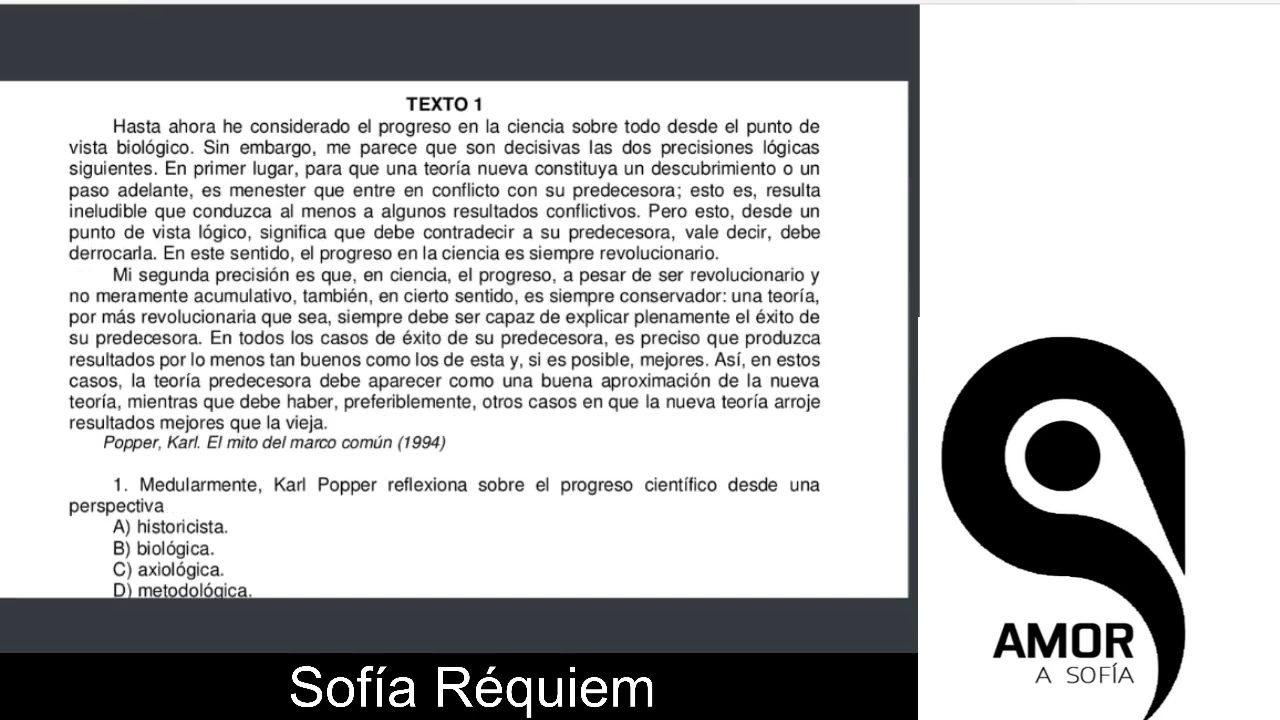 TEXTO 1
Hasta ahora he considerado el progreso en la ciencia sobre todo desde el punto de
vista biológico. Sin embargo, me parece que son decisivas las dos precisiones lógicas
siguientes. En primer lugar, para que una teoría nueva constituya un descubrimiento o un
paso adelante, es menester que entre en conflicto con su predecesora; esto es, resulta
ineludible que conduzca al menos a algunos resultados conflictivos. Pero esto, desde un
punto de vista lógico, significa que debe contradecir a su predecesora, vale decir, debe
derrocarla. En este sentido, el progreso en la ciencia es siempre revolucionario.
Mi segunda precisión es que, en ciencia, el progreso, a pesar de ser revolucionario y
no meramente acumulativo, también, en cierto sentido, es siempre conservador: una teoría,
por más revolucionaria que sea, siempre debe ser capaz de explicar plenamente el éxito de
su predecesora. En todos los casos de éxito de su predecesora, es preciso que produzca
resultados por lo menos tan buenos como los de esta y, si es posible, mejores. Así, en estos
casos, la teoría predecesora debe aparecer como una buena aproximación de la nueva
teoría, mientras que debe haber, preferiblemente, otros casos en que la nueva teoría arroje
resultados mejores que la vieja.
Popper, Karl. El mito del marco común (1994)
1. Medularmente, Karl Popper reflexiona sobre el progreso científico desde una
perspectiva
A) historicista.
B) biológica.
C) axiológica.
D) metodológica.
Sofía Réquiem
AMOR
A SOFÍA